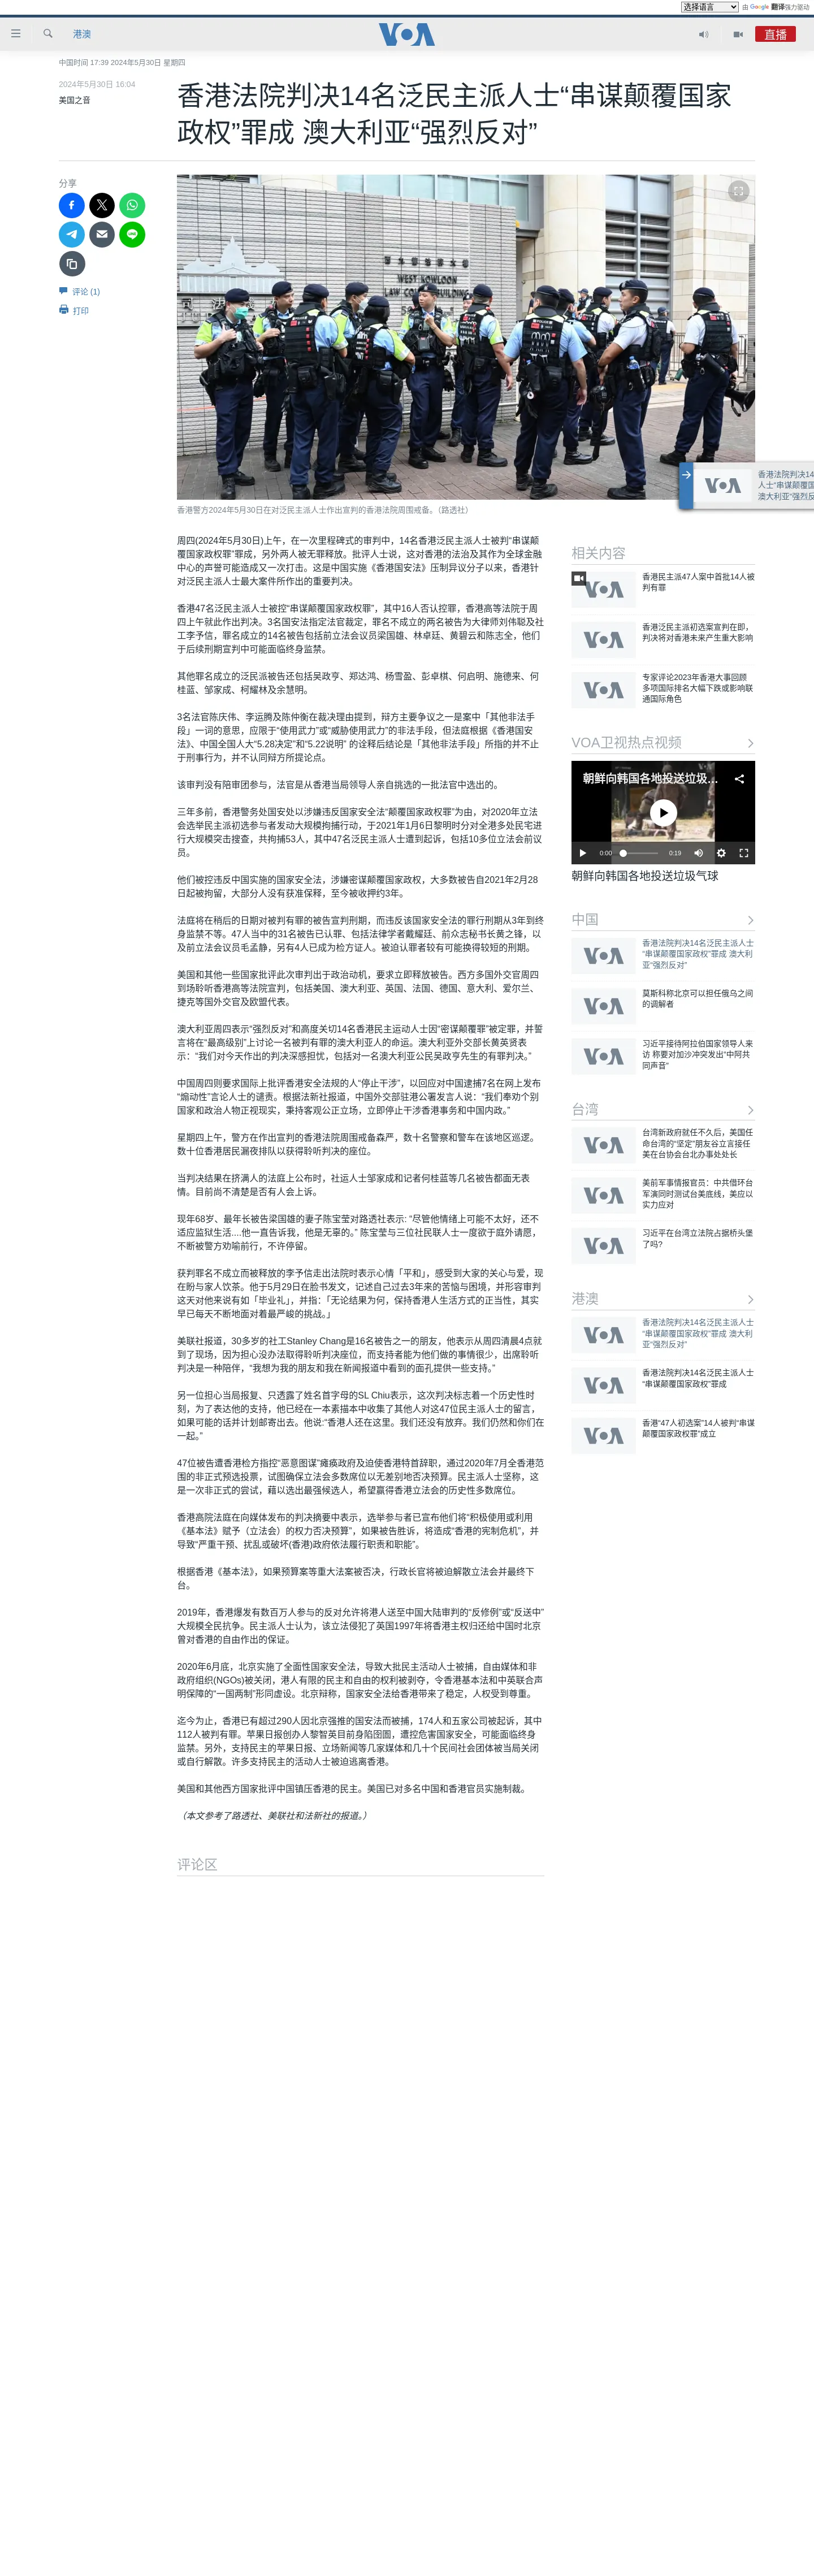 选择语言
由 Google 翻译强力驱动
港澳
VOA
直播
中国时间 17:39 2024年5月30日 星期四
2024年5月30日 16:04
美国之音
香港法院判决14名泛民主派人士“串谋颠覆国家
政权”罪成 澳大利亚“强烈反对”
分享
评论 (1)
打印
WEST KOWLOON
LAW COURTS BUILDING
香港警方2024年5月30日在对泛民主派人士作出宣判的香港法院周围戒备。（路透社）
香港法院判决14
人士“串谋颠覆国
澳大利亚“强烈反
周四(2024年5月30日)上午，在一次里程碑式的审判中，14名香港泛民主派人士被判“串谋颠
覆国家政权罪”罪成，另外两人被无罪释放。批评人士说，这对香港的法治及其作为全球金融
中心的声誉可能造成又一次打击。这是中国实施《香港国安法》压制异议分子以来，香港针
对泛民主派人士最大案件所作出的重要判决。
香港47名泛民主派人士被控“串谋颠覆国家政权罪”，其中16人否认控罪，香港高等法院于周
四上午就此作出判决。3名国安法指定法官裁定，罪名不成立的两名被告为大律师刘伟聪及社
工李予信，罪名成立的14名被告包括前立法会议员梁国雄、林卓廷、黄碧云和陈志全，他们
于后续刑期宣判中可能面临终身监禁。
其他罪名成立的泛民派被告还包括吴政亨、郑达鸿、杨雪盈、彭卓棋、何启明、施德来、何
桂蓝、邹家成、柯耀林及余慧明。
3名法官陈庆伟、李运腾及陈仲衡在裁决理由提到，辩方主要争议之一是案中「其他非法手
段」一词的意思，应限于“使用武力”或“威胁使用武力”的非法手段，但法庭根据《香港国安
法》、中国全国人大“5.28决定”和“5.22说明” 的诠释后结论是「其他非法手段」所指的并不止
于刑事行为，并不认同辩方所提论点。
该审判没有陪审团参与，法官是从香港当局领导人亲自挑选的一批法官中选出的。
三年多前，香港警务处国安处以涉嫌违反国家安全法“颠覆国家政权罪”为由，对2020年立法
会选举民主派初选参与者发动大规模拘捕行动，于2021年1月6日黎明时分对全港多处民宅进
行大规模突击搜查，共拘捕53人，其中47名泛民主派人士遭到起诉，包括10多位立法会前议
员。
他们被控违反中国实施的国家安全法，涉嫌密谋颠覆国家政权，大多数被告自2021年2月28
日起被拘留，大部分人没有获准保释，至今被收押约3年。
法庭将在稍后的日期对被判有罪的被告宣判刑期，而违反该国家安全法的罪行刑期从3年到终
身监禁不等。47人当中的31名被告已认罪、包括法律学者戴耀廷、前众志秘书长黄之锋，以
及前立法会议员毛孟静，另有4人已成为检方证人。被迫认罪者较有可能换得较短的刑期。
美国和其他一些国家批评此次审判出于政治动机，要求立即释放被告。西方多国外交官周四
到场聆听香港高等法院宣判，包括美国、澳大利亚、英国、法国、德国、意大利、爱尔兰、
捷克等国外交官及欧盟代表。
澳大利亚周四表示“强烈反对”和高度关切14名香港民主运动人士因“密谋颠覆罪”被定罪，并誓
言将在“最高级别”上讨论一名被判有罪的澳大利亚人的命运。澳大利亚外交部长黄英贤表
示：“我们对今天作出的判决深感担忧，包括对一名澳大利亚公民吴政亨先生的有罪判决。”
中国周四则要求国际上批评香港安全法规的人“停止干涉”，以回应对中国逮捕7名在网上发布
“煽动性”言论人士的谴责。根据法新社报道，中国外交部驻港公署发言人说：“我们奉劝个别
国家和政治人物正视现实，秉持客观公正立场，立即停止干涉香港事务和中国内政。”
星期四上午，警方在作出宣判的香港法院周围戒备森严，数十名警察和警车在该地区巡逻。
数十位香港居民漏夜排队以获得聆听判决的座位。
当判决结果在挤满人的法庭上公布时，社运人士邹家成和记者何桂蓝等几名被告都面无表
情。目前尚不清楚是否有人会上诉。
现年68岁、最年长被告梁国雄的妻子陈宝莹对路透社表示: “尽管他情绪上可能不太好，还不
适应监狱生活....他一直告诉我，他是无辜的。” 陈宝莹与三位社民联人士一度欲于庭外请愿，
不断被警方劝喻前行，不许停留。
获判罪名不成立而被释放的李予信走出法院时表示心情「平和」，感受到大家的关心与爱，现
在盼与家人饮茶。他于5月29日在脸书发文，记述自己过去3年来的苦恼与困境，并形容审判
这天对他来说有如「毕业礼」，并指:「无论结果为何，保持香港人生活方式的正当性，其实
早已每天不断地面对着最严峻的挑战。」
美联社报道，30多岁的社工Stanley Chang是16名被告之一的朋友，他表示从周四清晨4点就
到了现场，因为担心没办法取得聆听判决座位，而支持者能为他们做的事情很少，出席聆听
判决是一种陪伴，“我想为我的朋友和我在新闻报道中看到的面孔提供一些支持。”
另一位担心当局报复、只透露了姓名首字母的SL Chiu表示，这次判决标志着一个历史性时
刻，为了表达他的支持，他已经在一本素描本中收集了其他人对这47位民主派人士的留言，
如果可能的话并计划邮寄出去。他说:“香港人还在这里。我们还没有放弃。我们仍然和你们在
一起。”
47位被告遭香港检方指控“恶意图谋”瘫痪政府及迫使香港特首辞职，通过2020年7月全香港范
围的非正式预选投票，试图确保立法会多数席位以无差别地否决预算。民主派人士坚称，这
是一次非正式的尝试，藉以选出最强候选人，希望赢得香港立法会的历史性多数席位。
香港高院法庭在向媒体发布的判决摘要中表示，选举参与者已宣布他们将“积极使用或利用
《基本法》赋予（立法会）的权力否决预算”，如果被告胜诉，将造成“香港的宪制危机”，并
导致“严重干预、扰乱或破坏(香港)政府依法履行职责和职能”。
根据香港《基本法》，如果预算案等重大法案被否决，行政长官将被迫解散立法会并最终下
台。
2019年，香港爆发有数百万人参与的反对允许将港人送至中国大陆审判的“反修例”或“反送中”
大规模全民抗争。民主派人士认为，该立法侵犯了英国1997年将香港主权归还给中国时北京
曾对香港的自由作出的保证。
2020年6月底，北京实施了全面性国家安全法，导致大批民主活动人士被捕，自由媒体和非
政府组织(NGOs)被关闭，港人有限的民主和自由的权利被剥夺，令香港基本法和中英联合声
明保障的“一国两制”形同虚设。北京辩称，国家安全法给香港带来了稳定，人权受到尊重。
迄今为止，香港已有超过290人因北京强推的国安法而被捕，174人和五家公司被起诉，其中
112人被判有罪。苹果日报创办人黎智英目前身陷囹圄，遭控危害国家安全，可能面临终身
监禁。另外，支持民主的苹果日报、立场新闻等几家媒体和几十个民间社会团体被当局关闭
或自行解散。许多支持民主的活动人士被迫逃离香港。
美国和其他西方国家批评中国镇压香港的民主。美国已对多名中国和香港官员实施制裁。
（本文参考了路透社、美联社和法新社的报道。）
评论区
相关内容
香港民主派47人案中首批14人被
判有罪
香港泛民主派初选案宣判在即，
判决将对香港未来产生重大影响
专家评论2023年香港大事回顾
多项国际排名大幅下跌或影响联
通国际角色
VOA卫视热点视频
朝鲜向韩国各地投送垃圾…
0:00
0:19
朝鲜向韩国各地投送垃圾气球
中国
香港法院判决14名泛民主派人士
“串谋颠覆国家政权”罪成 澳大利
亚“强烈反对”
莫斯科称北京可以担任俄乌之间
的调解者
习近平接待阿拉伯国家领导人来
访 称要对加沙冲突发出“中阿共
同声音”
台湾
台湾新政府就任不久后，美国任
命台湾的“坚定”朋友谷立言接任
美在台协会台北办事处处长
美前军事情报官员：中共借环台
军演同时测试台美底线，美应以
实力应对
习近平在台湾立法院占据桥头堡
了吗?
港澳
香港法院判决14名泛民主派人士
“串谋颠覆国家政权”罪成 澳大利
亚“强烈反对”
香港法院判决14名泛民主派人士
“串谋颠覆国家政权”罪成
香港“47人初选案”14人被判“串谋
颠覆国家政权罪”成立